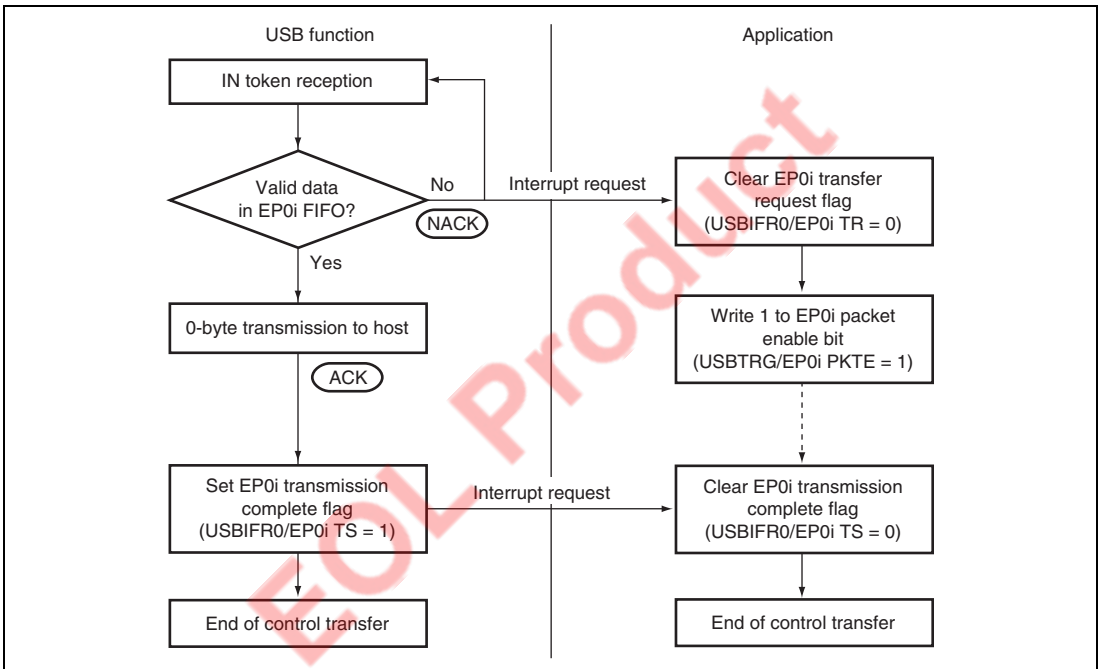 USB function
Application
IN token reception
Valid data
in EP0i FIFO?
No
NACK
Interrupt request
Clear EP0i transfer
request flag
(USBIFR0/EP0i TR = 0)
Yes
0-byte transmission to host
ACK
Write 1 to EP0i packet
enable bit
(USBTRG/EP0i PKTE = 1)
Set EP0i transmission
complete flag
(USBIFR0/EP0i TS = 1)
Interrupt request
Clear EP0i transmission
complete flag
(USBIFR0/EP0i TS = 0)
End of control transfer
End of control transfer
EOL Product